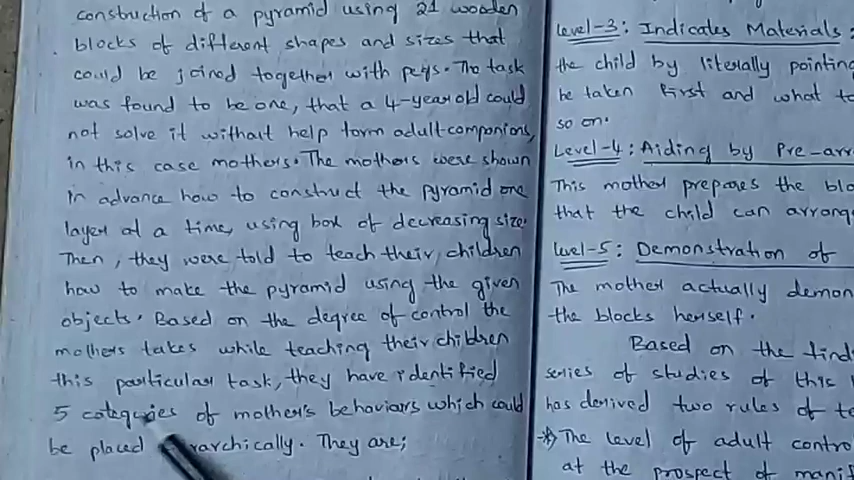 construction of a pyramid using 21 wooden
blocks of different shapes and sizes that
could be joined together with pegs. The task
was found to be one, that a 4-year old could
not solve it without help form adult-companions,
in this case mothers. The mothers were shown
in advance how to construct the pyramid one
layer at a time, using box of decreasing size.
Then, they were told to teach their children
how to make the pyramid using the given
objects. Based on the degree of control the
mothers takes while teaching their children
this particular task, they have identified
5 categories of mother's behaviors which could
be placed They are;
Level-3: Indicates Materials:
the child by literally pointing
be taken first and what to
so on.
Level-4: Aiding by Pre-arr
This mother prepares the blo
that the child can arrang
Level-5: Demonstration of
The mother actually demon
the blocks herself.
Based on the find
series of studies of this
has derived two rules of te
* The level of adult contro
at the prospect of manif